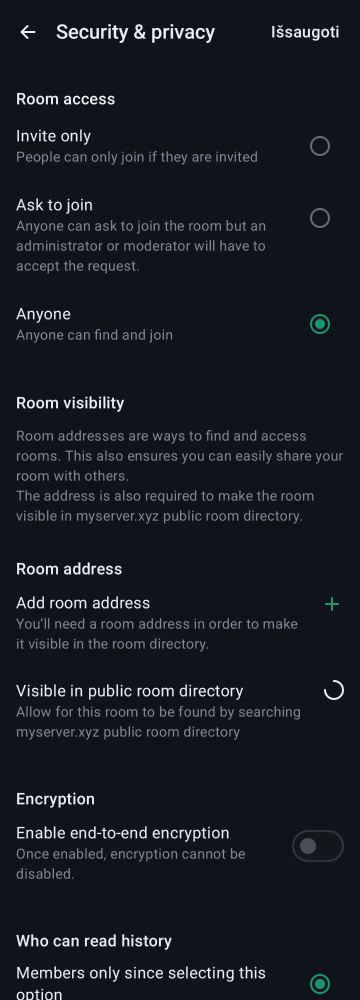 Security & privacy
Išsaugoti
Room access
Invite only
People can only join if they are invited
Ask to join
Anyone can ask to join the room but an
administrator or moderator will have to
accept the request.
Anyone
Anyone can find and join
Room visibility
Room addresses are ways to find and access
rooms. This also ensures you can easily share your
room with others.
The address is also required to make the room
visible in myserver.xyz public room directory.
Room address
Add room address
You’ll need a room address in order to make
it visible in the room directory.
Visible in public room directory
Allow for this room to be found by searching
myserver.xyz public room directory
Encryption
Enable end-to-end encryption
Once enabled, encryption cannot be
disabled.
Who can read history
Members only since selecting this
option